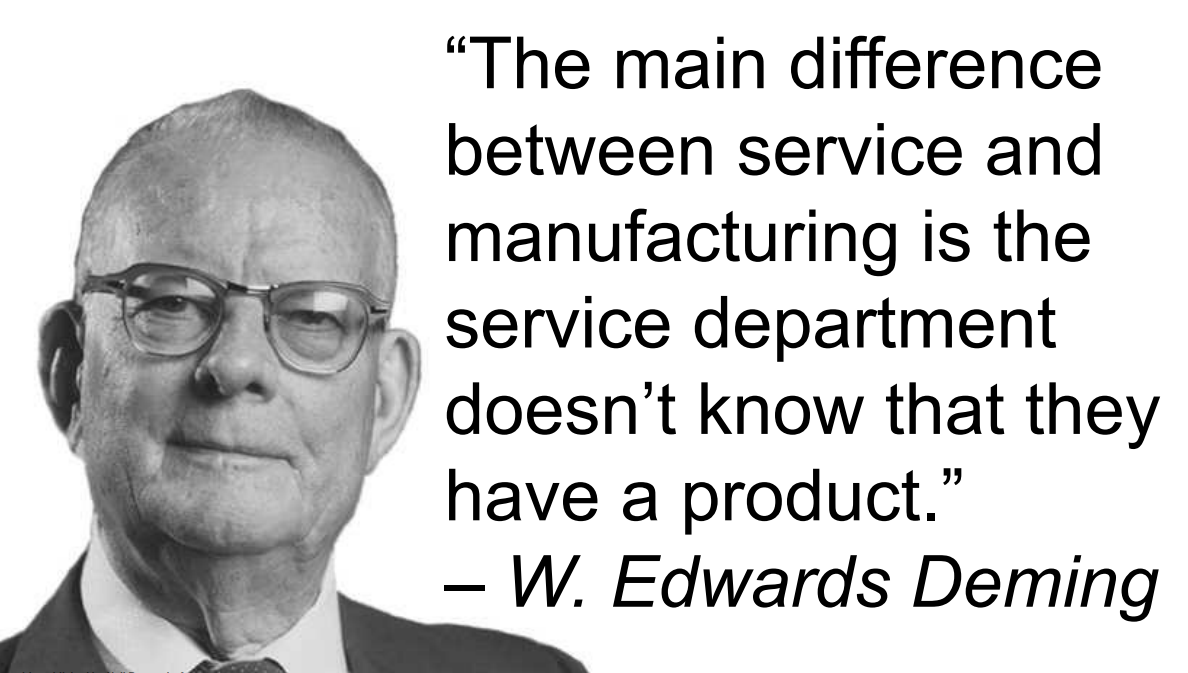 “The main difference
between service and
manufacturing is the
service department
doesn’t know that they
have a product.”
– W. Edwards Deming